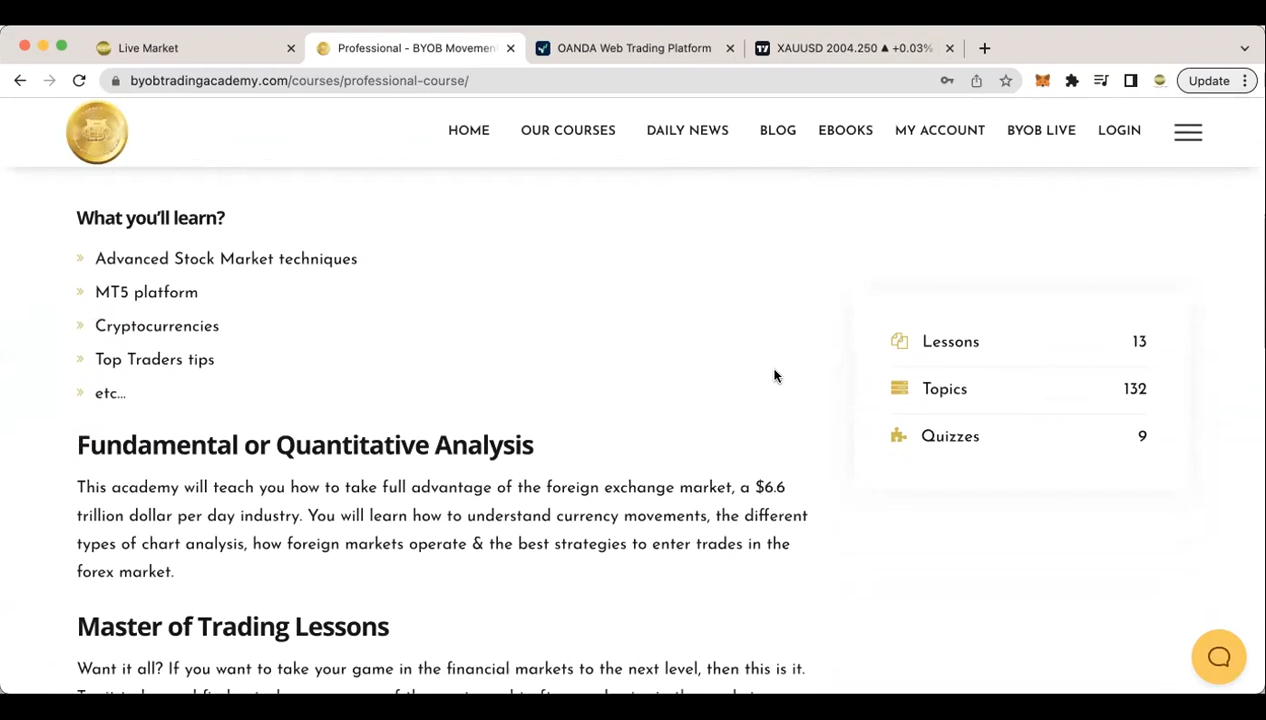 Live Market
Professional - BYOB Movemen
OANDA Web Trading Platform
XAUUSD 2004.250 ▲ +0.03%
byobtradingacademy.com/courses/professional-course/
Update
HOME
OUR COURSES
DAILY NEWS
BLOG
EBOOKS
MY ACCOUNT
BYOB LIVE
LOGIN
What you'll learn?
Advanced Stock Market techniques
MT5 platform
Cryptocurrencies
Top Traders tips
etc...
Lessons 13
Topics 132
Quizzes 9
Fundamental or Quantitative Analysis
This academy will teach you how to take full advantage of the foreign exchange market, a $6.6
trillion dollar per day industry. You will learn how to understand currency movements, the different
types of chart analysis, how foreign markets operate & the best strategies to enter trades in the
forex market.
Master of Trading Lessons
Want it all? If you want to take your game in the financial markets to the next level, then this is it.